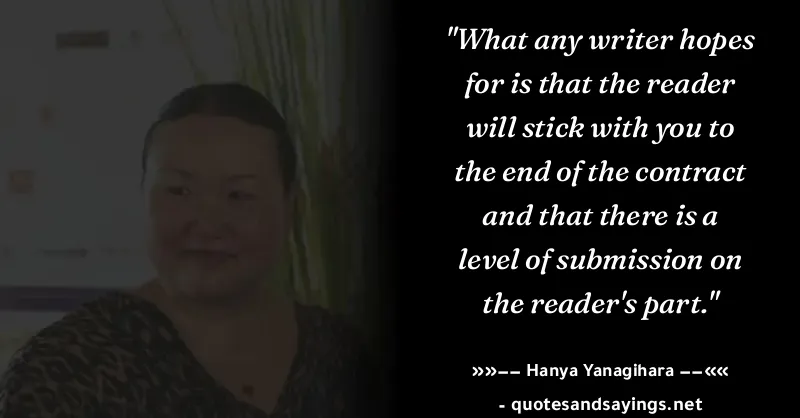 "What any writer hopes
for is that the reader
will stick with you to
the end of the contract
and that there is a
level of submission on
the reader's part."
»»–– Hanya Yanagihara ––««
- quotesandsayings.net